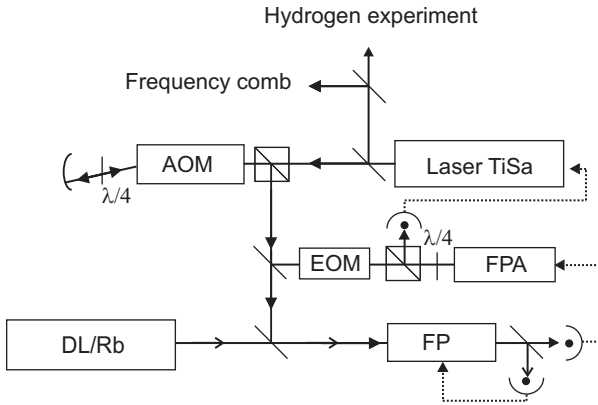 Hydrogen experiment
Frequency comb
AOM
Laser TiSa
λ/4
λ/4
EOM
FPA
DL/Rb
FP